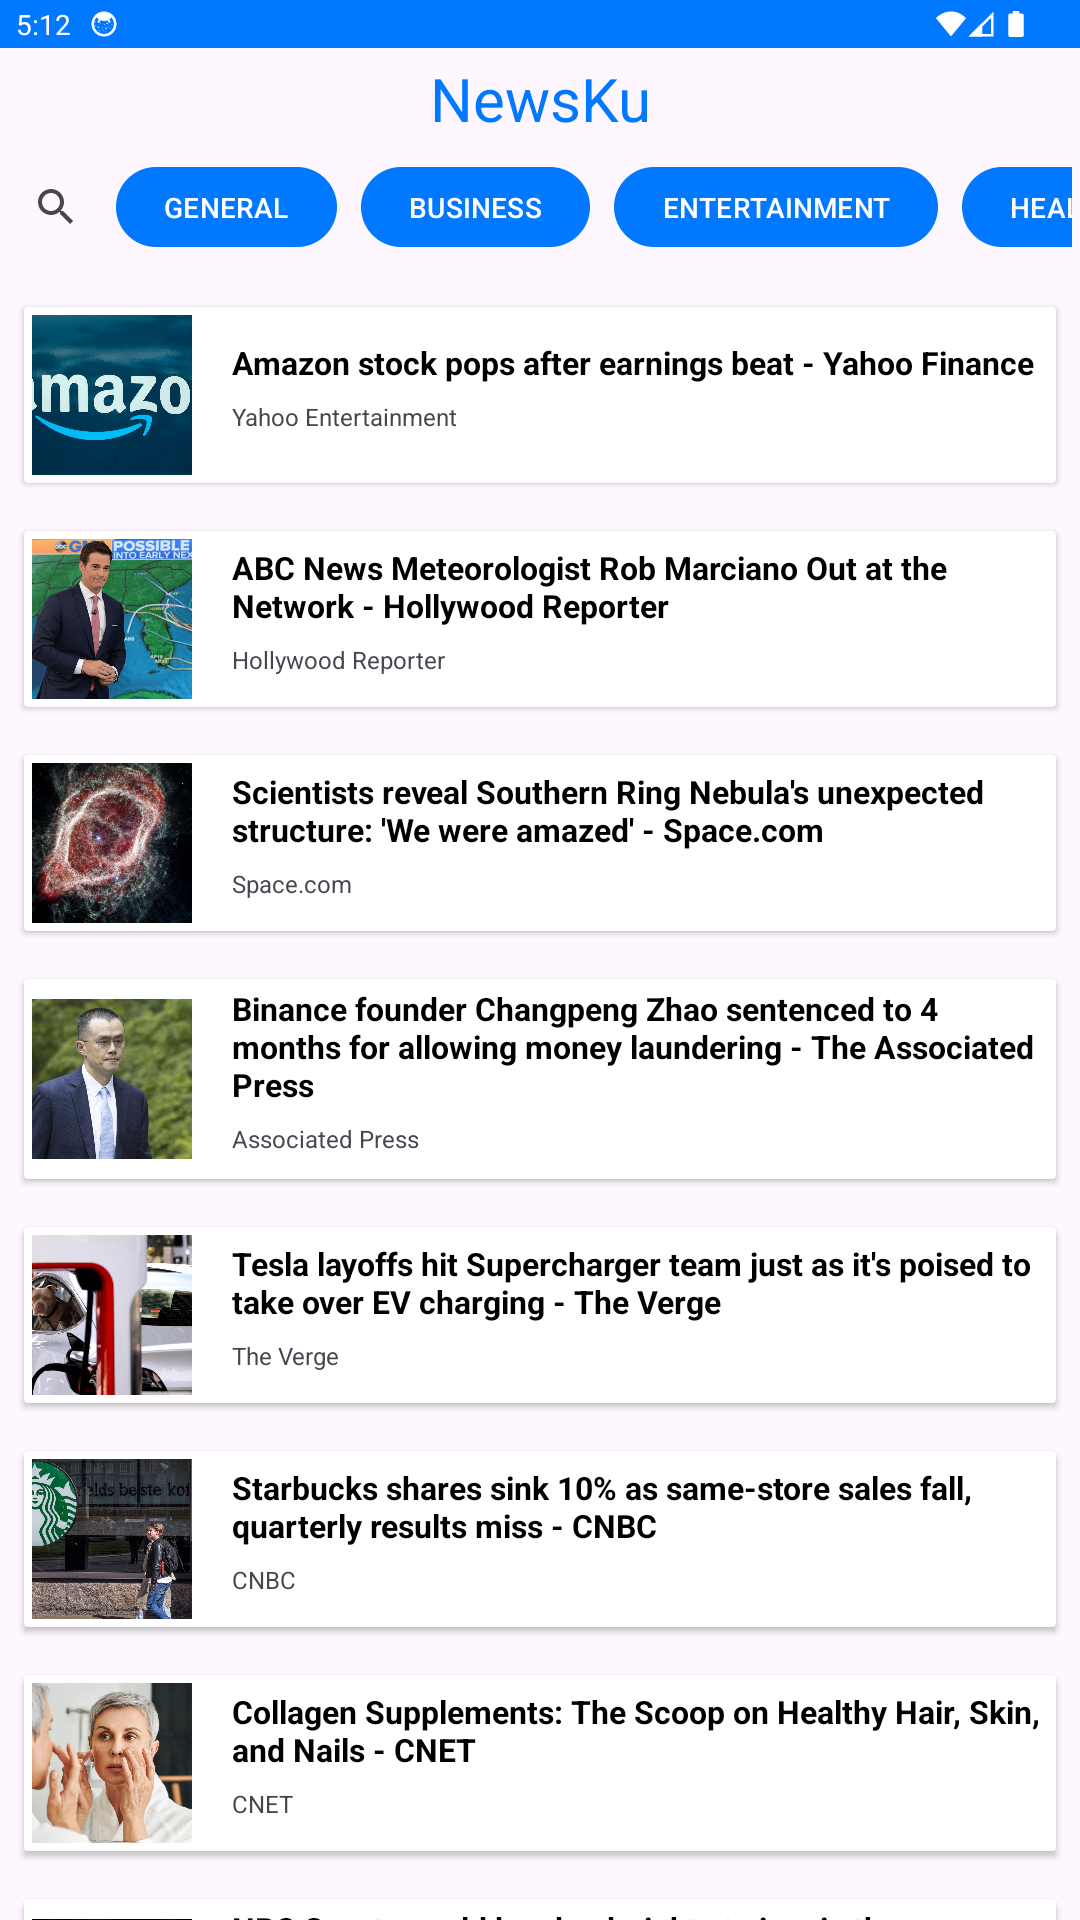 5:12
NewsKu
GENERAL
BUSINESS
ENTERTAINMENT
HEAL
amazo
Amazon stock pops after earnings beat - Yahoo Finance
Yahoo Entertainment
abc G
POSSIBLE
INTO EARLY NEX
ABC News Meteorologist Rob Marciano Out at the
Network - Hollywood Reporter
Hollywood Reporter
Scientists reveal Southern Ring Nebula's unexpected
structure: 'We were amazed' - Space.com
Space.com
Binance founder Changpeng Zhao sentenced to 4
months for allowing money laundering - The Associated
Press
Associated Press
Tesla layoffs hit Supercharger team just as it's poised to
take over EV charging - The Verge
The Verge
elds beste kof
Starbucks shares sink 10% as same-store sales fall,
quarterly results miss - CNBC
CNBC
Collagen Supplements: The Scoop on Healthy Hair, Skin,
and Nails - CNET
CNET